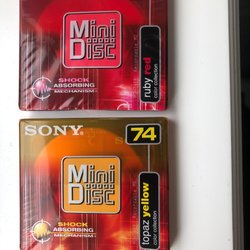 Mini
Disc
SHOCK
ABSORBING
MECHANISM
ruby red
color collection
SONY
74
Mini
Disc
SHOCK
ABSORBING
MECHANISM
topaz yellow
color collection